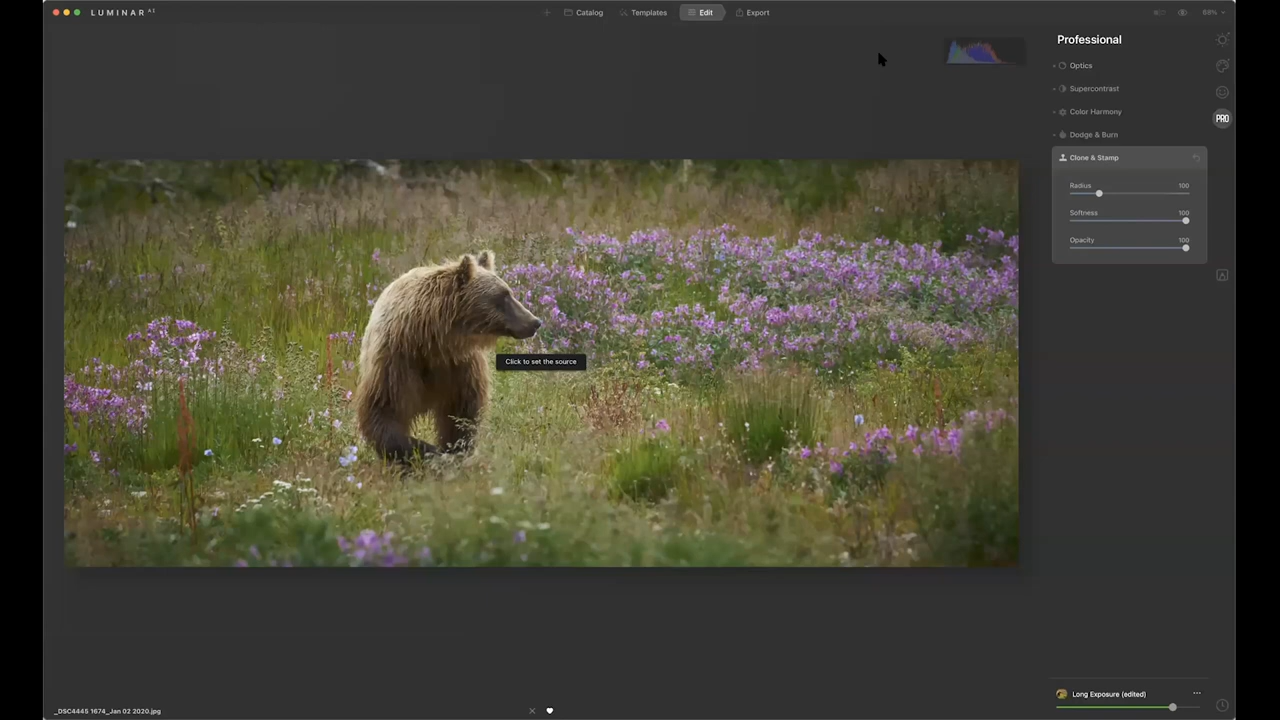 LUMINAR AI
Catalog
Templates
Edit
Export
68%
Professional
Optics
Supercontrast
Color Harmony
PRO
Dodge & Burn
Clone & Stamp
Radius 100
Softness 100
Opacity 100
Click to set the source
Long Exposure (edited)
_DSC4445 1674_Jan 02 2020.jpg